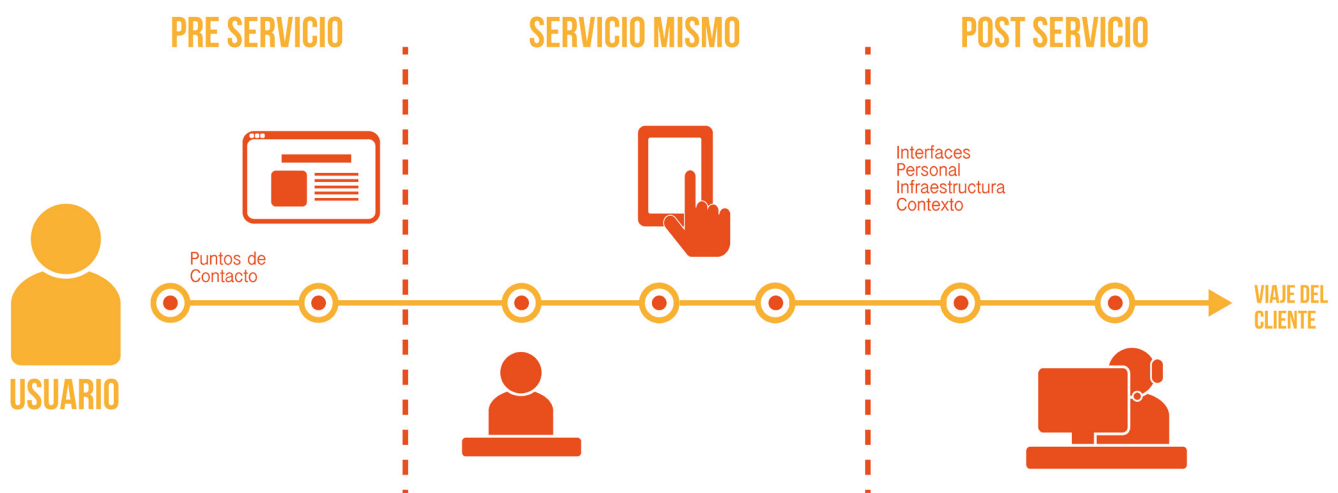 PRE SERVICIO
SERVICIO MISMO
POST SERVICIO
Interfaces
Personal
Infraestructura
Contexto
Puntos de
Contacto
VIAJE DEL
CLIENTE
USUARIO